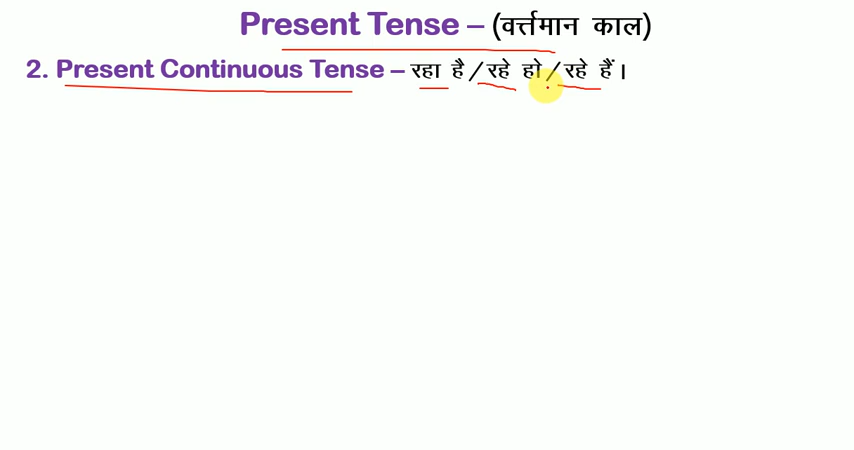 Present Tense – (वर्त्तमान काल)
2. Present Continuous Tense – रहा है / रहे हो / रहे हैं ।